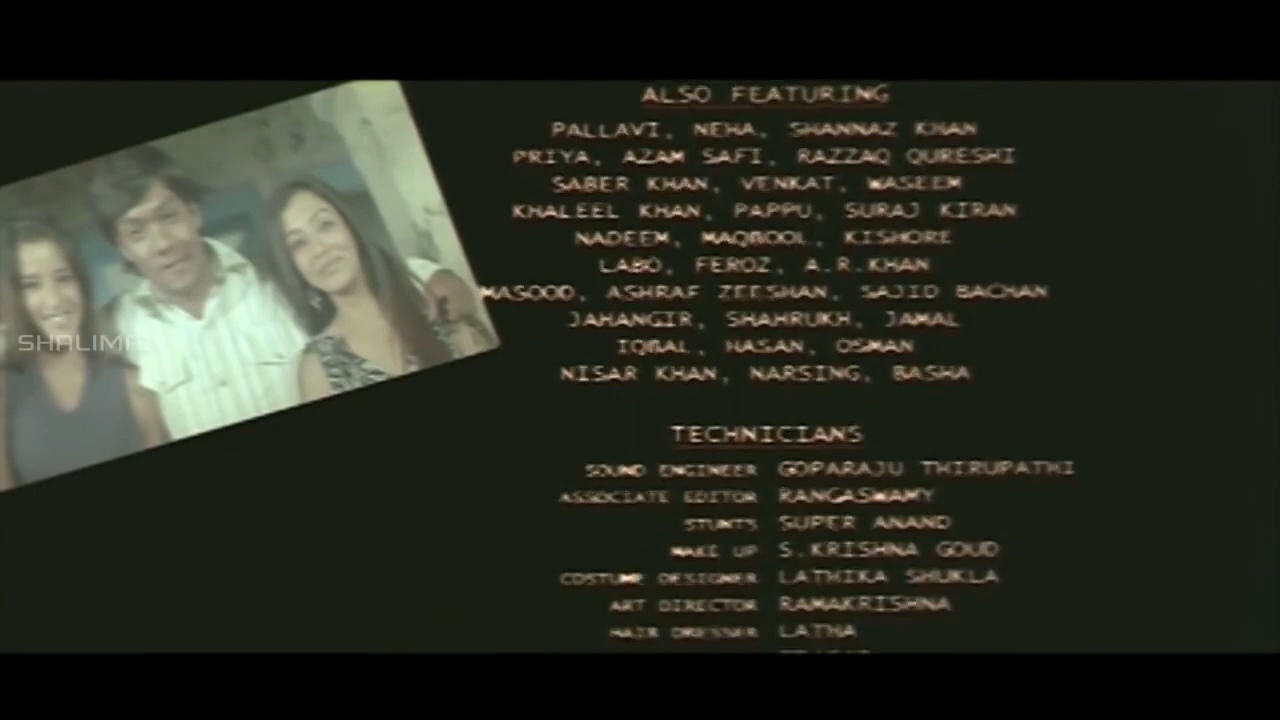 ALSO FEATURING
PALLAVI, NEHA, SHANNAZ KHAN
PRIYA, AZAM SAFI, RAZZAQ QURESHI
SABER KHAN, VENKAT, WASEEM
KHALEEL KHAN, PAPPU, SURAJ KIRAN
NADEEM, MAQBOOL, KISHORE
LABO, FEROZ, A.R.KHAN
MASOOD, ASHRAF ZEESHAN, SAJID BACHAN
JAHANGIR, SHAHRUKH, JAMAL
IQBAL, HASAN, OSMAN
NISAR KHAN, NARSING, BASHA
SHALIMAR
TECHNICIANS
SOUND ENGINEER GOPARAJU THIRUPATHI
ASSOCIATE EDITOR RANGASWAMY
STUNTS SUPER ANAND
MAKE UP S.KRISHNA GOUD
COSTUME DESIGNER LATHIKA SHUKLA
ART DIRECTOR RAMAKRISHNA
HAIR DRESSER LATHA